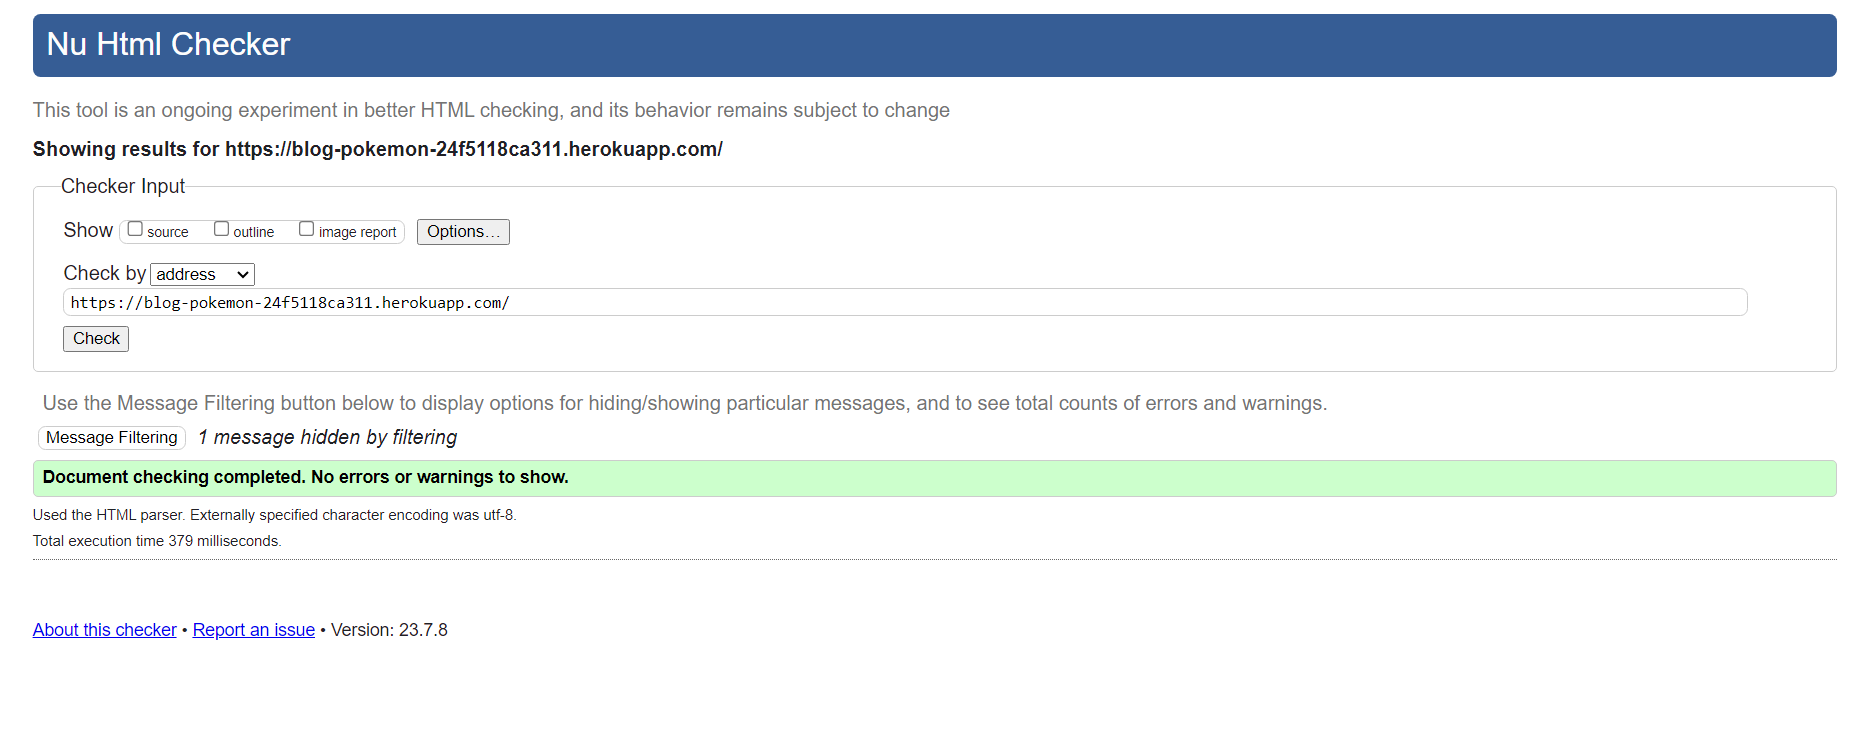 Nu Html Checker
This tool is an ongoing experiment in better HTML checking, and its behavior remains subject to change
Showing results for https://blog-pokemon-24f5118ca311.herokuapp.com/
Checker Input
Show source outline image report Options...
Check by address
https://blog-pokemon-24f5118ca311.herokuapp.com/
Check
Use the Message Filtering button below to display options for hiding/showing particular messages, and to see total counts of errors and warnings.
Message Filtering 1 message hidden by filtering
Document checking completed. No errors or warnings to show.
Used the HTML parser. Externally specified character encoding was utf-8.
Total execution time 379 milliseconds.
About this checker • Report an issue • Version: 23.7.8